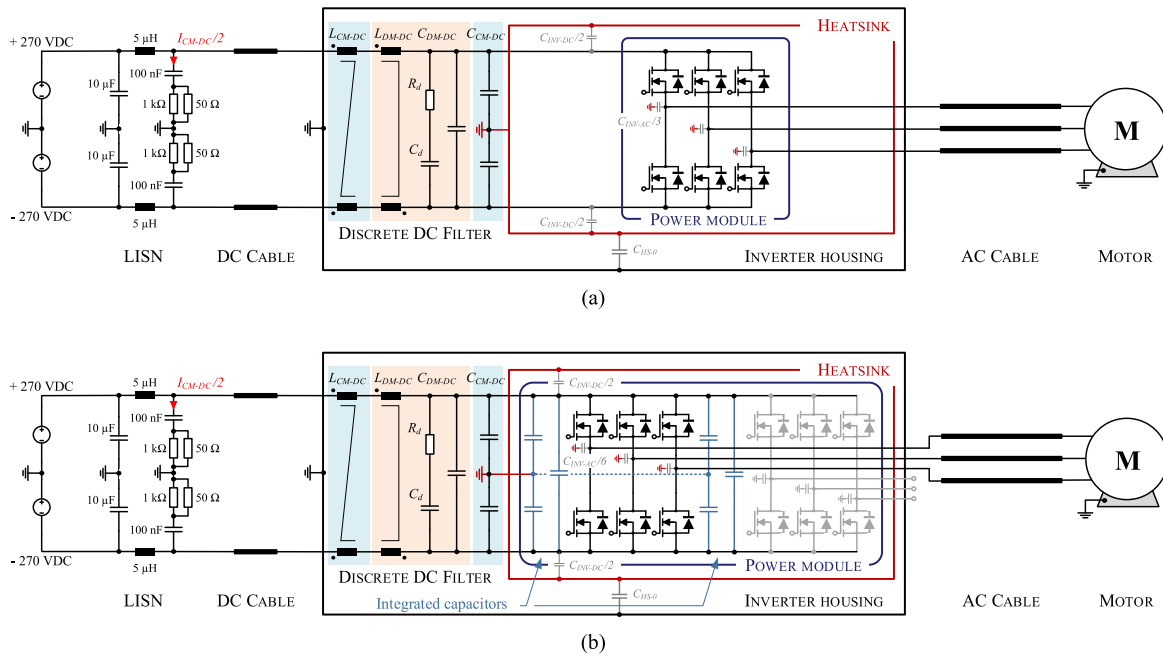 L_CM-DC L_DM-DC C_DM-DC C_CM-DC
HEATSINK
5 µH
I_CM-DC/2
+ 270 VDC
C_INV-DC/2
100 nF
10 µF
R_d
1 kΩ
50 Ω
C_INV-AC/3
M
1 kΩ
50 Ω
10 µF
C_d
100 nF
- 270 VDC
5 µH
C_INV-DC/2
POWER MODULE
DISCRETE DC FILTER
C_HS-0
LISN
DC CABLE
INVERTER HOUSING
AC CABLE
MOTOR
(a)
L_CM-DC L_DM-DC C_DM-DC C_CM-DC
HEATSINK
5 µH
I_CM-DC/2
+ 270 VDC
C_INV-DC/2
100 nF
10 µF
R_d
1 kΩ
50 Ω
C_INV-AC/6
M
1 kΩ
50 Ω
10 µF
C_d
100 nF
- 270 VDC
5 µH
C_INV-DC/2
POWER MODULE
DISCRETE DC FILTER
C_HS-0
LISN
DC CABLE
Integrated capacitors
INVERTER HOUSING
AC CABLE
MOTOR
(b)